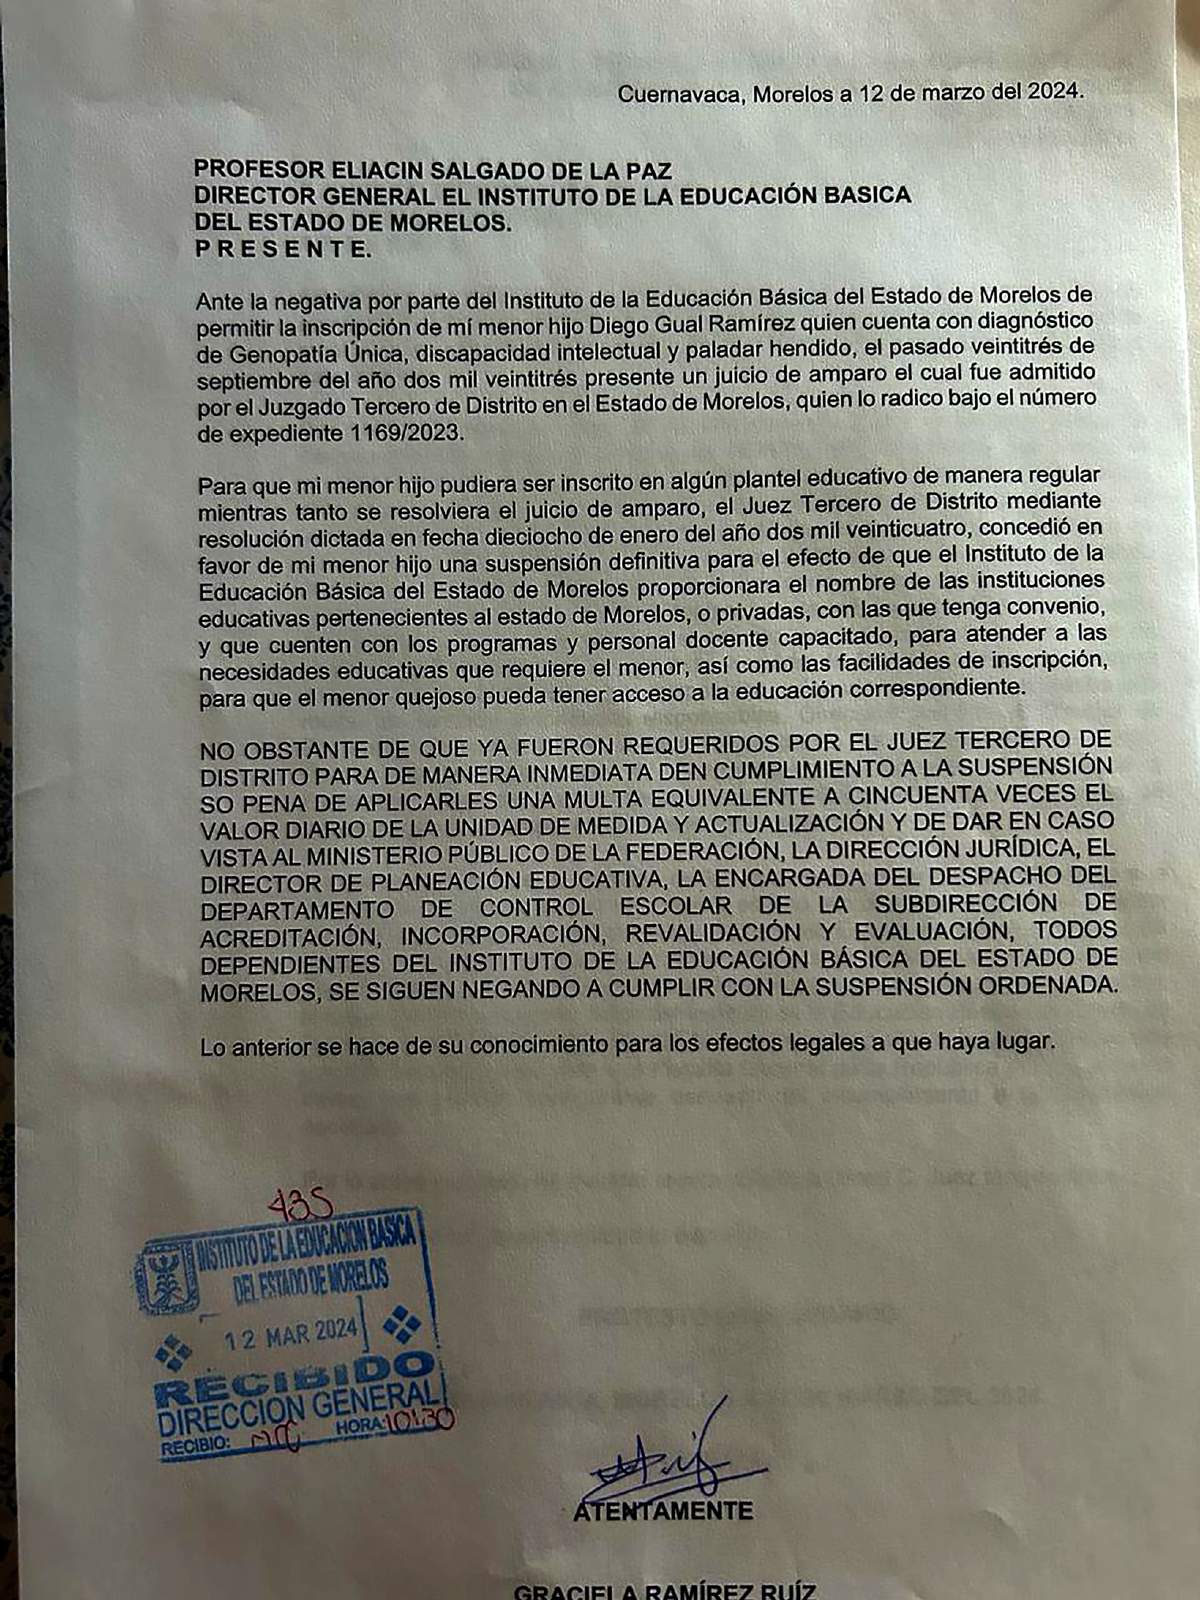 Cuernavaca, Morelos a 12 de marzo del 2024.
PROFESOR ELIACIN SALGADO DE LA PAZ
DIRECTOR GENERAL EL INSTITUTO DE LA EDUCACIÓN BASICA
DEL ESTADO DE MORELOS.
P R E S E N T E.
Ante la negativa por parte del Instituto de la Educación Básica del Estado de Morelos de
permitir la inscripción de mí menor hijo Diego Gual Ramírez quien cuenta con diagnóstico
de Genopatía Única, discapacidad intelectual y paladar hendido, el pasado veintitrés de
septiembre del año dos mil veintitrés presente un juicio de amparo el cual fue admitido
por el Juzgado Tercero de Distrito en el Estado de Morelos, quien lo radico bajo el número
de expediente 1169/2023.
Para que mi menor hijo pudiera ser inscrito en algún plantel educativo de manera regular
mientras tanto se resolviera el juicio de amparo, el Juez Tercero de Distrito mediante
resolución dictada en fecha dieciocho de enero del año dos mil veinticuatro, concedió en
favor de mi menor hijo una suspensión definitiva para el efecto de que el Instituto de la
Educación Básica del Estado de Morelos proporcionara el nombre de las instituciones
educativas pertenecientes al estado de Morelos, o privadas, con las que tenga convenio,
y que cuenten con los programas y personal docente capacitado, para atender a las
necesidades educativas que requiere el menor, así como las facilidades de inscripción,
para que el menor quejoso pueda tener acceso a la educación correspondiente.
NO OBSTANTE DE QUE YA FUERON REQUERIDOS POR EL JUEZ TERCERO DE
DISTRITO PARA DE MANERA INMEDIATA DEN CUMPLIMIENTO A LA SUSPENSIÓN
SO PENA DE APLICARLES UNA MULTA EQUIVALENTE A CINCUENTA VECES EL
VALOR DIARIO DE LA UNIDAD DE MEDIDA Y ACTUALIZACIÓN Y DE DAR EN CASO
VISTA AL MINISTERIO PÚBLICO DE LA FEDERACIÓN, LA DIRECCIÓN JURÍDICA, EL
DIRECTOR DE PLANEACIÓN EDUCATIVA, LA ENCARGADA DEL DESPACHO DEL
DEPARTAMENTO DE CONTROL ESCOLAR DE LA SUBDIRECCIÓN DE
ACREDITACIÓN, INCORPORACIÓN, REVALIDACIÓN Y EVALUACIÓN, TODOS
DEPENDIENTES DEL INSTITUTO DE LA EDUCACIÓN BÁSICA DEL ESTADO DE
MORELOS, SE SIGUEN NEGANDO A CUMPLIR CON LA SUSPENSIÓN ORDENADA.
Lo anterior se hace de su conocimiento para los efectos legales a que haya lugar.
435
INSTITUTO DE LA EDUCACION BASICA
DEL ESTADO DE MORELOS
12 MAR 2024
RECIBIDO
DIRECCION GENERAL
RECIBIO: HORA: 10:30
ATENTAMENTE
GRACIELA RAMÍREZ RUÍZ